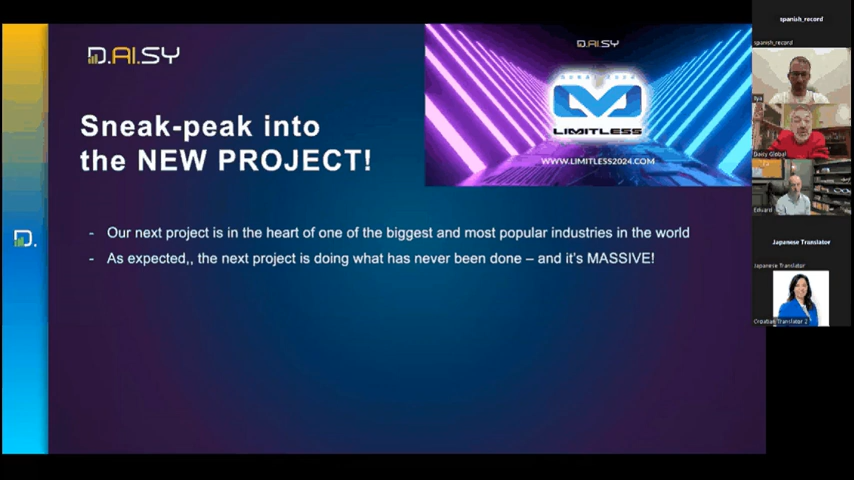 D.AI.SY
Sneak-peak into
the NEW PROJECT!
D.AI.SY
DUBAI 2024
LIMITLESS
WWW.LIMITLESS2024.COM
- Our next project is in the heart of one of the biggest and most popular industries in the world
- As expected,, the next project is doing what has never been done – and it's MASSIVE!
D.
spanish_record
spanish_record
Ilya
Daisy Global
Eduard
Japanese Translator
Japanese Translator
Croatian Translator 2